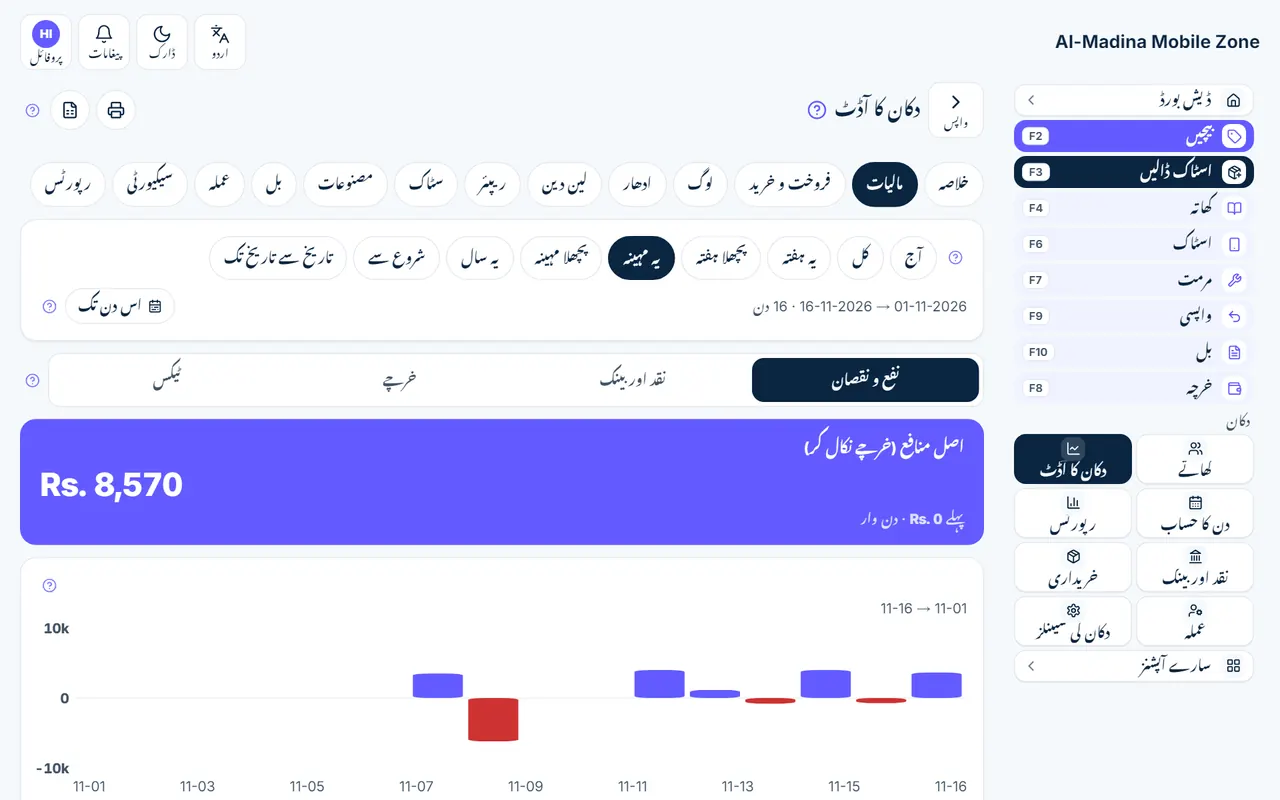 Al-Madina Mobile Zone
اردو
ڈارک
پیغامات
HI
پروفائل
ڈیش بورڈ
بیچیں F2
اسٹاک ڈالیں F3
کھاتہ F4
اسٹاک F6
مرمت F7
واپسی F9
بل F10
خرچہ F8
دکان
کھاتے
دکان کا آڈٹ
دن کا حساب
رپورٹس
نقد اور بینک
خریداری
عملہ
دکان کی سیٹنگز
سارے آپشنز
واپس
دکان کا آڈٹ
خلاصہ
مالیات
فروخت و خرید
لوگ
ادھار
لین دین
ریپئر
سٹاک
مصنوعات
بل
عملہ
سیکیورٹی
رپورٹس
آج
کل
یہ ہفتہ
پچھلا ہفتہ
یہ مہینہ
پچھلا مہینہ
یہ سال
شروع سے
تاریخ سے تاریخ تک
01-11-2026 → 16-11-2026 · 16 دن
اس دن تک
نفع و نقصان
نقد اور بینک
خرچے
ٹیکس
اصل منافع (خرچے نکال کر)
Rs. 8,570
پہلے Rs. 0 · دن وار
11-01 → 11-16
10k
0
-10k
11-01 11-03 11-05 11-07 11-09 11-11 11-13 11-15 11-16